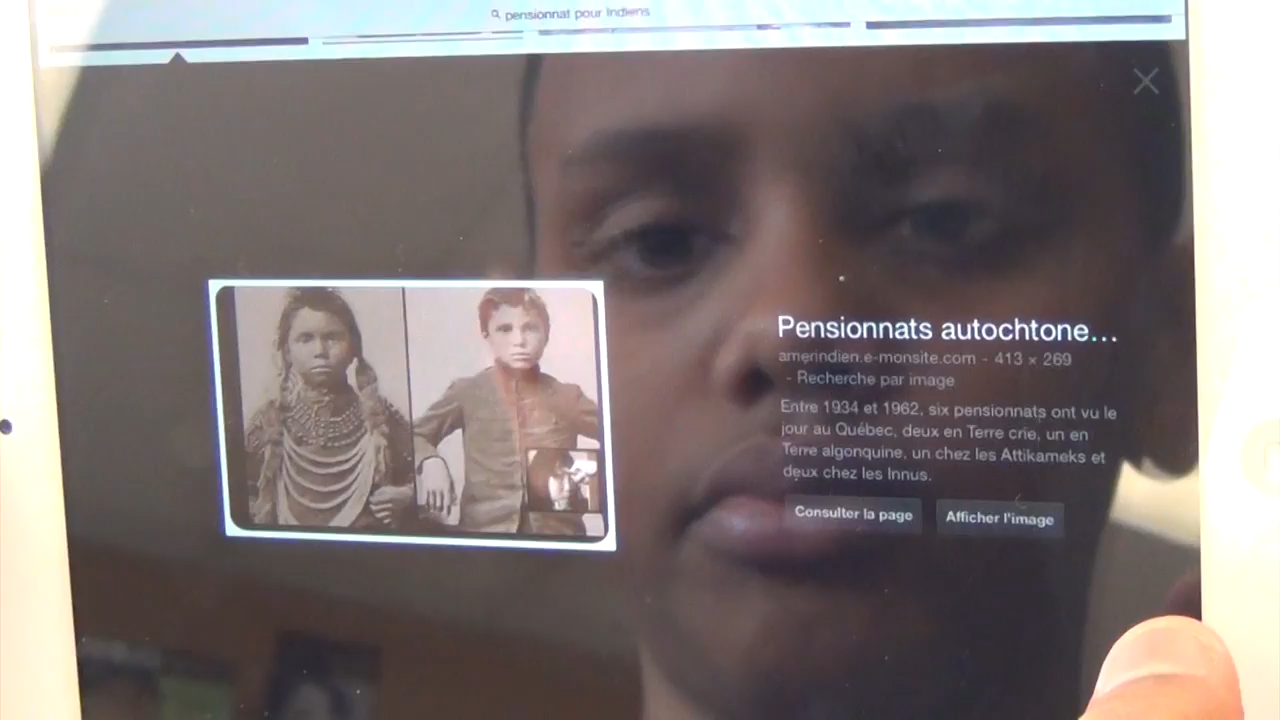 pensionnat pour Indiens
Pensionnats autochtone...
amerindien.e-monsite.com - 413 × 269
- Recherche par image
Entre 1934 et 1962, six pensionnats ont vu le
jour au Québec, deux en Terre crie, un en
Terre algonquine, un chez les Attikameks et
deux chez les Innus.
Consulter la page
Afficher l'image